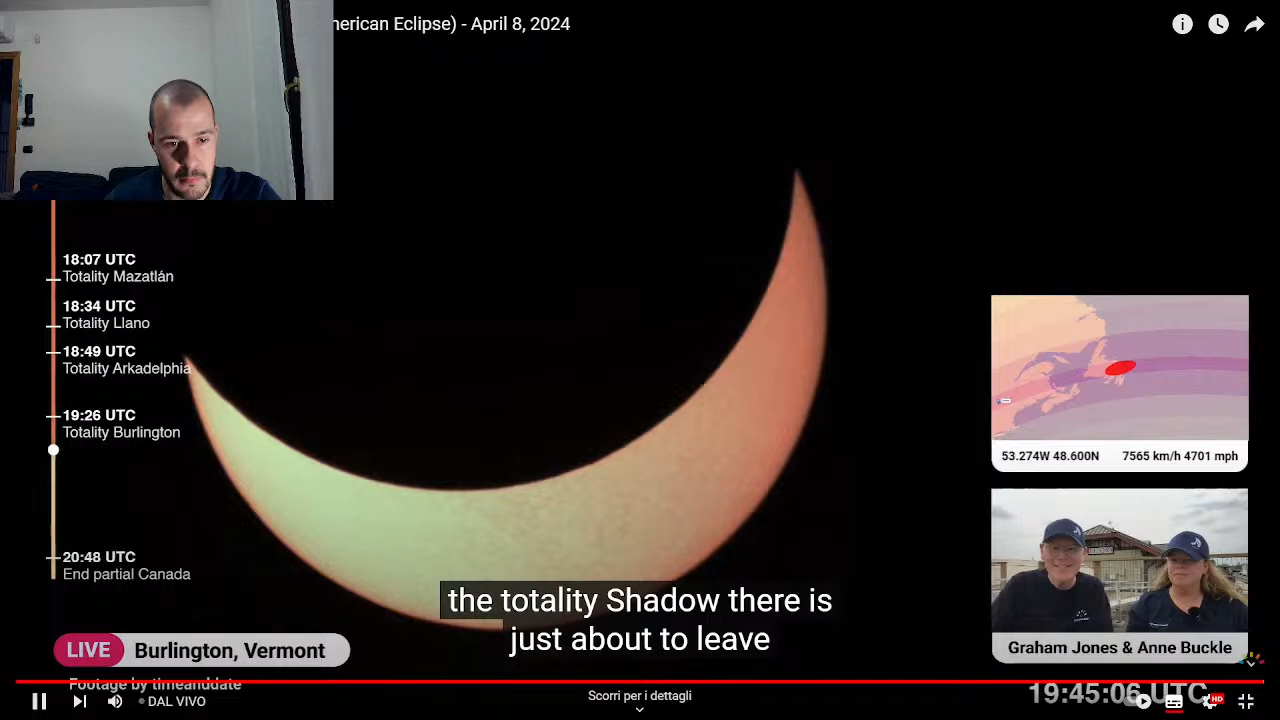 nerican Eclipse) - April 8, 2024
18:07 UTC
Totality Mazatlán
18:34 UTC
Totality Llano
18:49 UTC
Totality Arkadelphia
19:26 UTC
Totality Burlington
20:48 UTC
End partial Canada
53.274W 48.600N 7565 km/h 4701 mph
the totality Shadow there is
just about to leave
Graham Jones & Anne Buckle
LIVE Burlington, Vermont
Footage by timeanddate
19:45:06 UTC
Scorri per i dettagli
DAL VIVO
HD